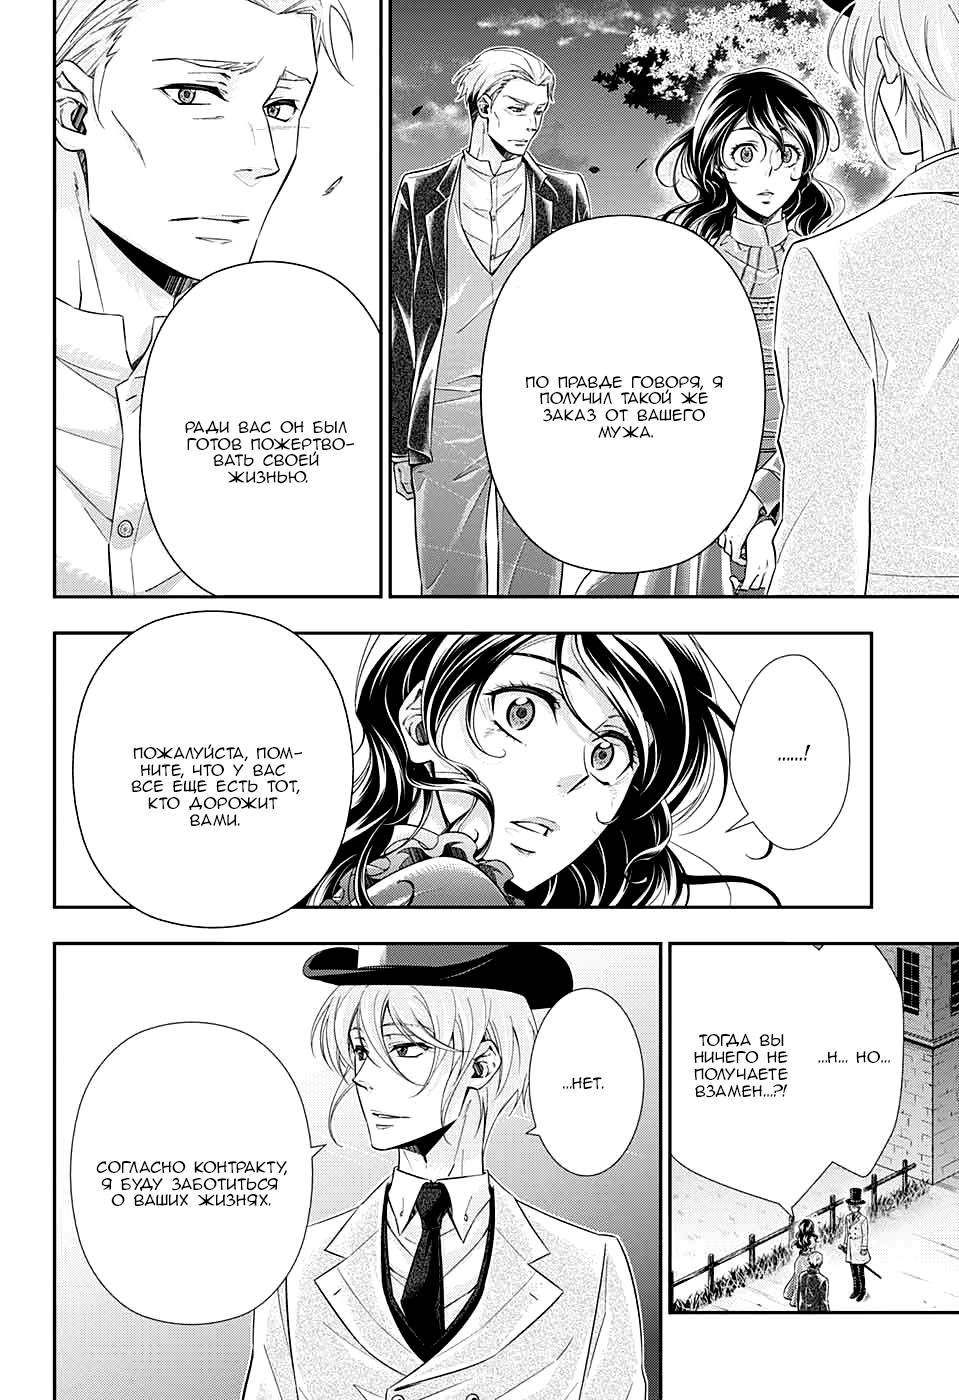 ПО ПРАВДЕ ГОВОРЯ, Я
ПОЛУЧИЛ ТАКОЙ ЖЕ
ЗАКАЗ ОТ ВАШЕГО
МУЖА.
РАДИ ВАС ОН БЫЛ
ГОТОВ ПОЖЕРТВО-
ВАТЬ СВОЕЙ
ЖИЗНЬЮ.
......!
ПОЖАЛУЙСТА, ПОМ-
НИТЕ, ЧТО У ВАС
ВСЕ ЕЩЕ ЕСТЬ ТОТ,
КТО ДОРОЖИТ
ВАМИ.
...Н... НО...
ТОГДА ВЫ
НИЧЕГО НЕ
ПОЛУЧАЕТЕ
ВЗАМЕН...?!
...НЕТ.
СОГЛАСНО КОНТРАКТУ,
Я БУДУ ЗАБОТИТЬСЯ
О ВАШИХ ЖИЗНЯХ.